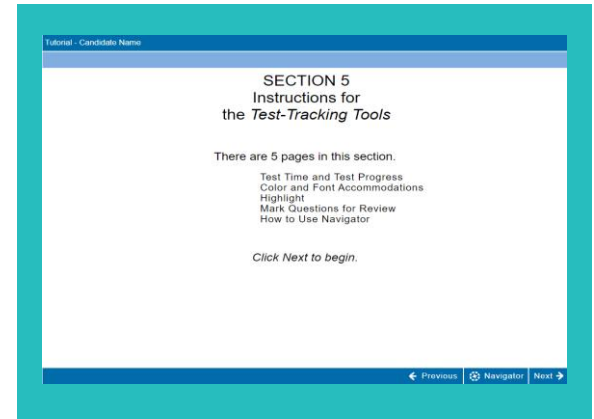 Tutorial - Candidate Name
SECTION 5
Instructions for
the Test-Tracking Tools
There are 5 pages in this section.
Test Time and Test Progress
Color and Font Accommodations
Highlight
Mark Questions for Review
How to Use Navigator
Click Next to begin.
Previous Navigator Next